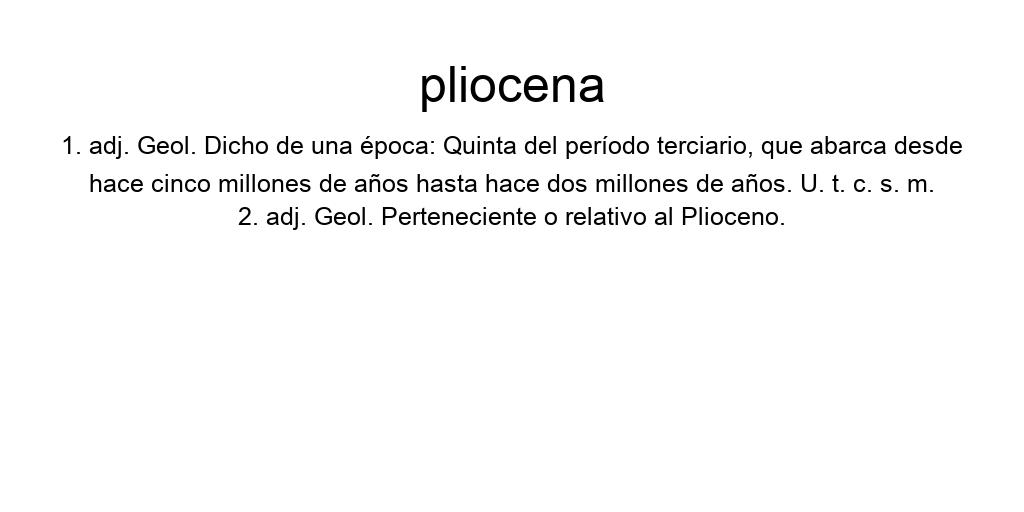 pliocena
1. adj. Geol. Dicho de una época: Quinta del período terciario, que abarca desde
hace cinco millones de años hasta hace dos millones de años. U. t. c. s. m.
2. adj. Geol. Perteneciente o relativo al Plioceno.